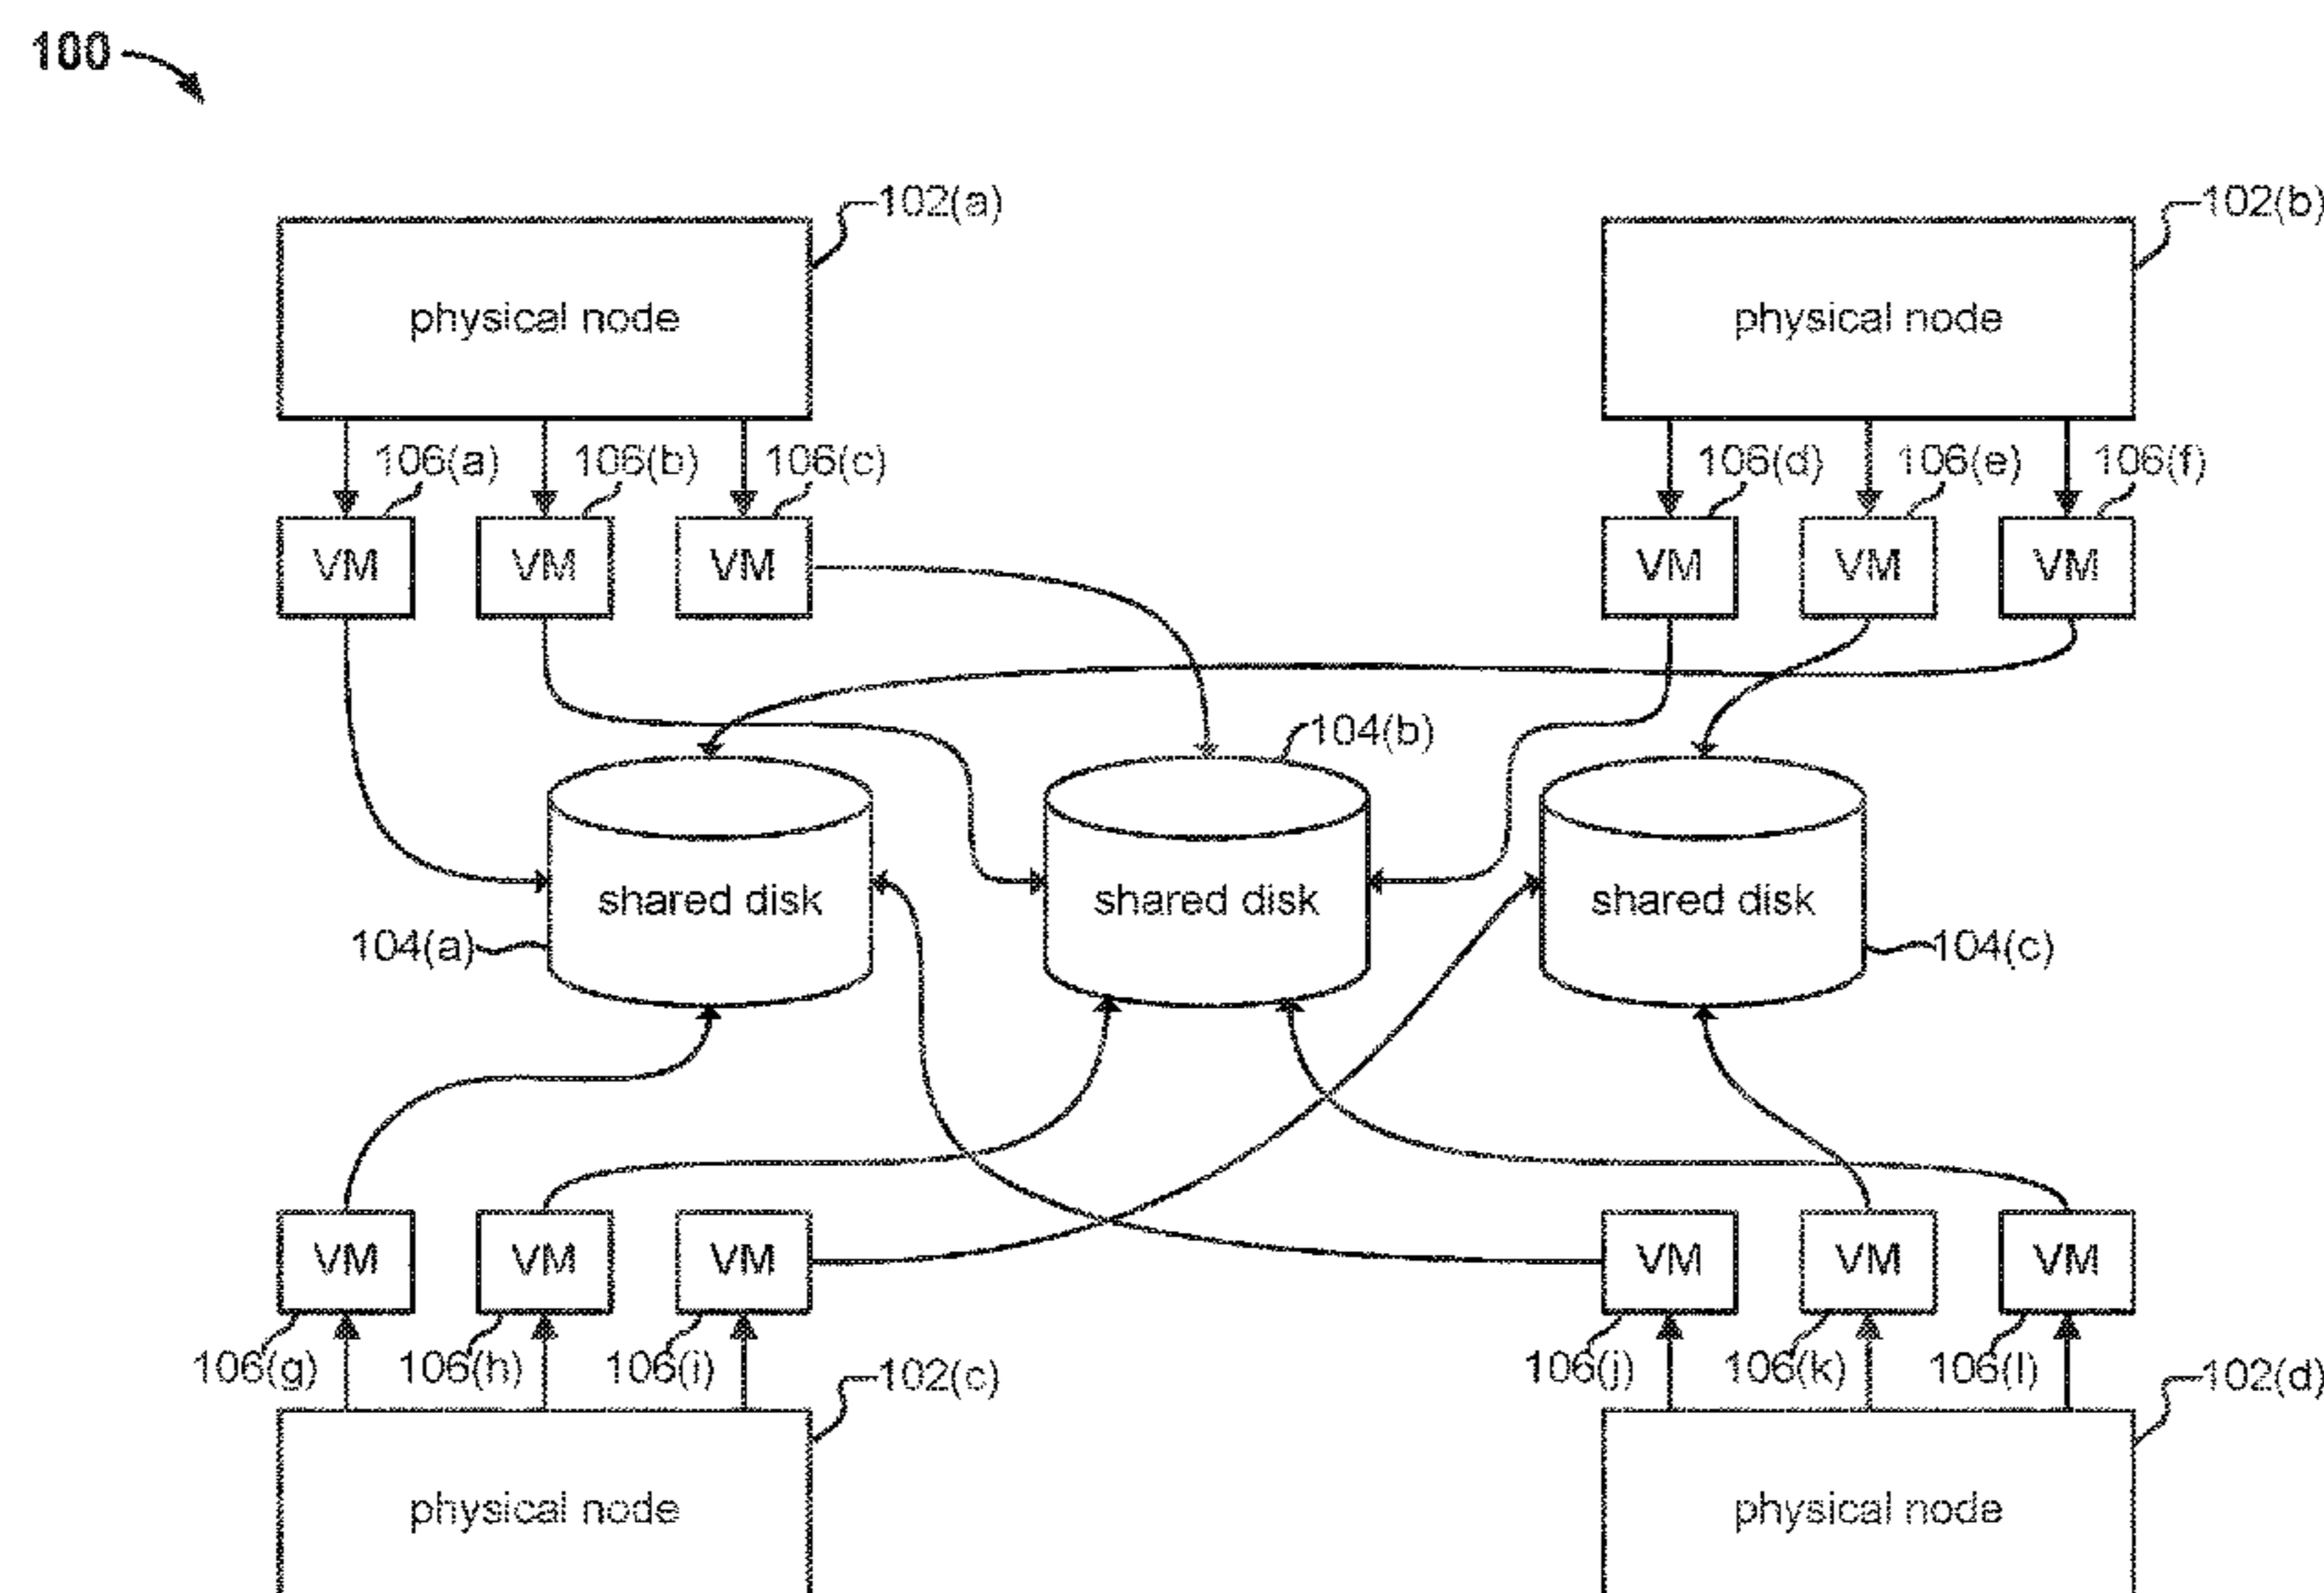 100
102(a)
102(b)
physical node
physical node
106(a)
106(b)
106(c)
106(d)
106(e)
106(f)
VM
VM
VM
VM
VM
VM
104(b)
shared disk
shared disk
shared disk
104(a)
104(c)
VM
VM
VM
VM
VM
VM
106(g)
106(h)
106(i)
102(c)
106(j)
106(k)
106(l)
102(d)
physical node
physical node